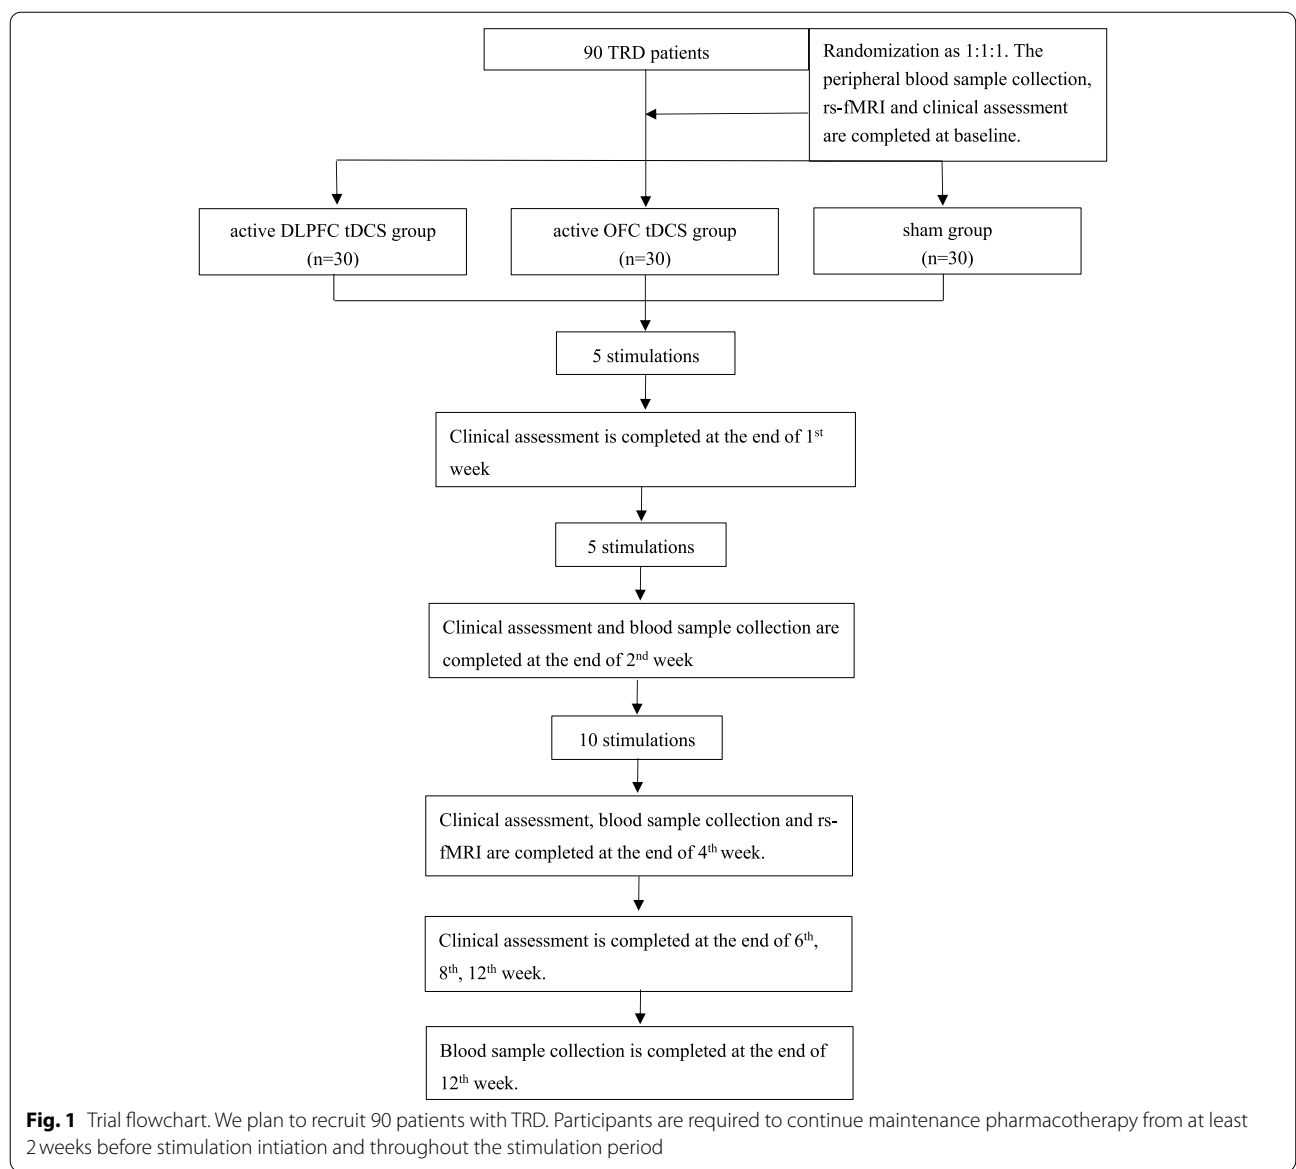 90 TRD patients
Randomization as 1:1:1. The
peripheral blood sample collection,
rs-fMRI and clinical assessment
are completed at baseline.
active DLPFC tDCS group
(n=30)
active OFC tDCS group
(n=30)
sham group
(n=30)
5 stimulations
Clinical assessment is completed at the end of 1st
week
5 stimulations
Clinical assessment and blood sample collection are
completed at the end of 2nd week
10 stimulations
Clinical assessment, blood sample collection and rs-
fMRI are completed at the end of 4th week.
Clinical assessment is completed at the end of 6th,
8th, 12th week.
Blood sample collection is completed at the end of
12th week.
Fig. 1 Trial flowchart. We plan to recruit 90 patients with TRD. Participants are required to continue maintenance pharmacotherapy from at least
2 weeks before stimulation intiation and throughout the stimulation period